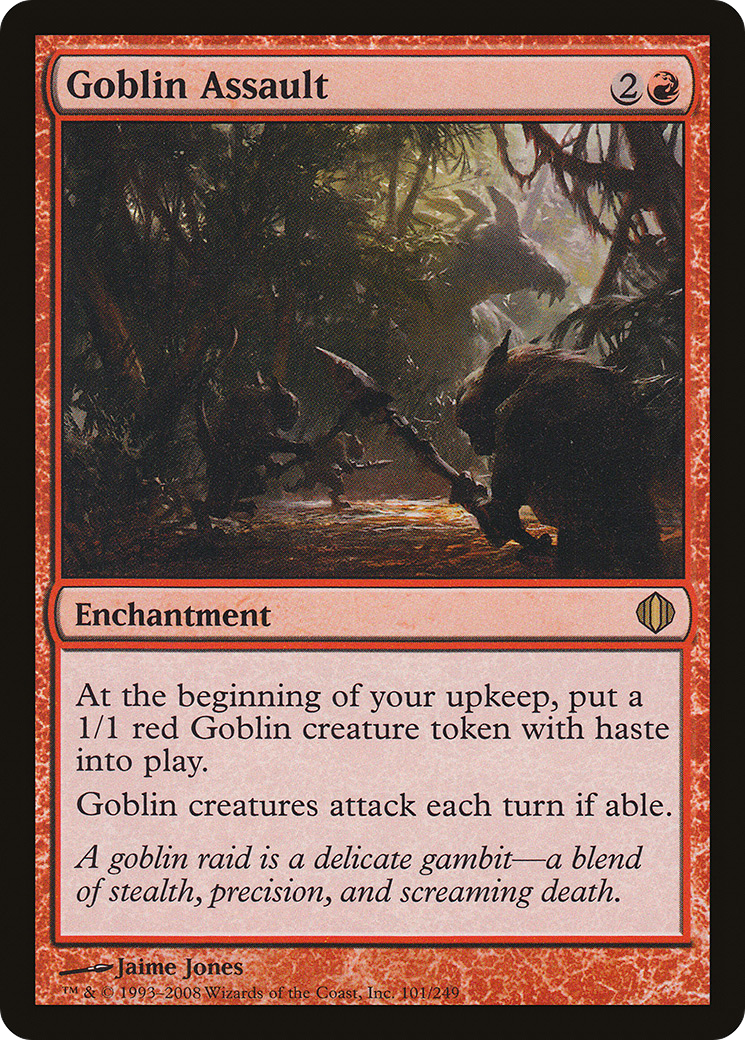 Goblin Assault 2
Enchantment
At the beginning of your upkeep, put a
1/1 red Goblin creature token with haste
into play.
Goblin creatures attack each turn if able.
A goblin raid is a delicate gambit—a blend
of stealth, precision, and screaming death.
Jaime Jones
™ & © 1993–2008 Wizards of the Coast, Inc. 101/249